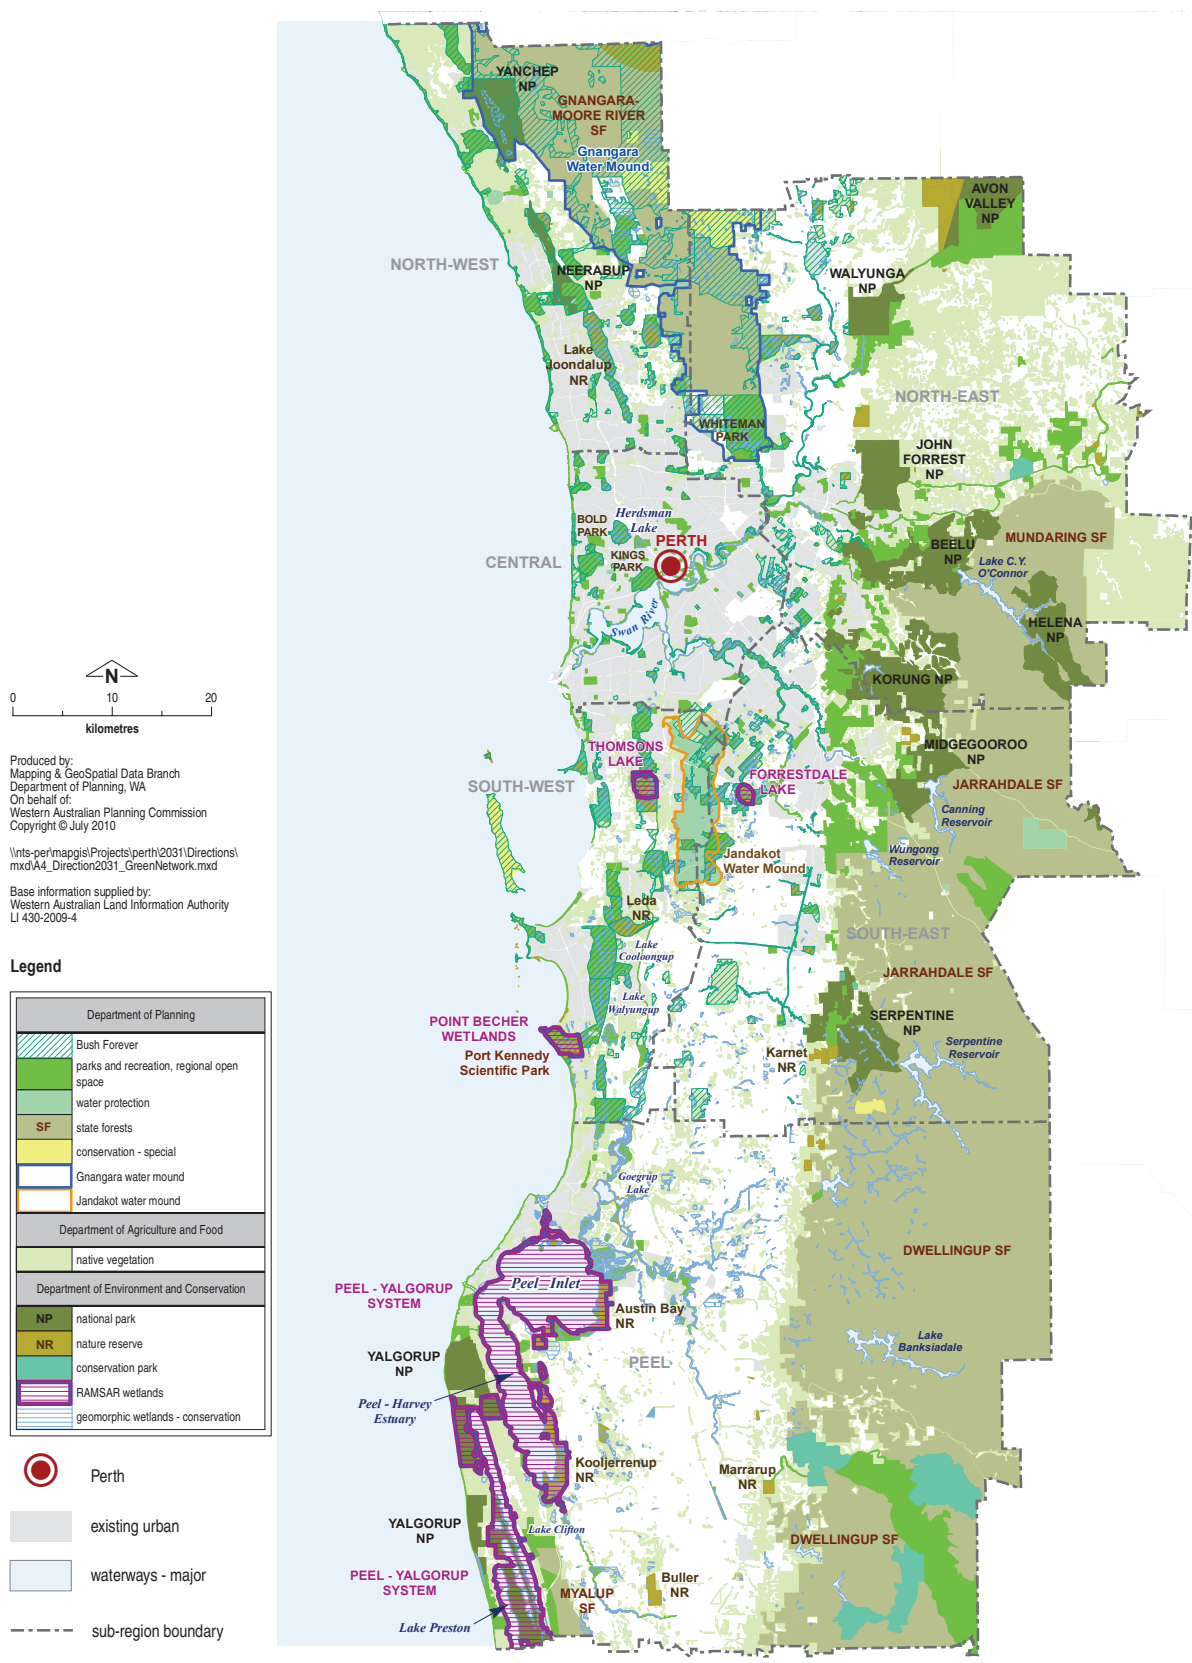 YANCHEP
NP
GNANGARA-
MOORE RIVER
SF
Gnangara
Water Mound
AVON
VALLEY
NP
NORTH-WEST
NEERABUP
NP
WALYUNGA
NP
Lake
Joondalup
NR
NORTH-EAST
WHITEMAN
PARK
JOHN
FORREST
NP
BOLD
PARK
Herdsman
Lake
PERTH
KINGS
PARK
CENTRAL
BEELU
NP
MUNDARING SF
Lake C.Y.
O'Connor
Swan River
HELENA
NP
KORUNG NP
N
0 10 20
kilometres
THOMSONS
LAKE
MIDGEGOOROO
NP
SOUTH-WEST
FORRESTDALE
LAKE
JARRAHDALE SF
Canning
Reservoir
Wungong
Reservoir
Jandakot
Water Mound
Produced by:
Mapping & GeoSpatial Data Branch
Department of Planning, WA
On behalf of:
Western Australian Planning Commission
Copyright © July 2010
\\nts-per\mapgis\Projects\perth\2031\Directions\
mxd\A4_Direction2031_GreenNetwork.mxd
Base information supplied by:
Western Australian Land Information Authority
LI 430-2009-4
Leda
NR
SOUTH-EAST
Lake
Cooloongup
JARRAHDALE SF
Lake
Walyungup
POINT BECHER
WETLANDS
Port Kennedy
Scientific Park
SERPENTINE
NP
Serpentine
Reservoir
Karnet
NR
Goegrup
Lake
DWELLINGUP SF
Peel Inlet
PEEL - YALGORUP
SYSTEM
Austin Bay
NR
Lake
Banksiadale
YALGORUP
NP
PEEL
Peel - Harvey
Estuary
Kooljerrenup
NR
Marrarup
NR
YALGORUP
NP
Lake Clifton
DWELLINGUP SF
PEEL - YALGORUP
SYSTEM
MYALUP
SF
Buller
NR
Lake Preston
Legend
Department of Planning
Bush Forever
parks and recreation, regional open
space
water protection
SF state forests
conservation - special
Gnangara water mound
Jandakot water mound
Department of Agriculture and Food
native vegetation
Department of Environment and Conservation
NP national park
NR nature reserve
conservation park
RAMSAR wetlands
geomorphic wetlands - conservation
Perth
existing urban
waterways - major
sub-region boundary